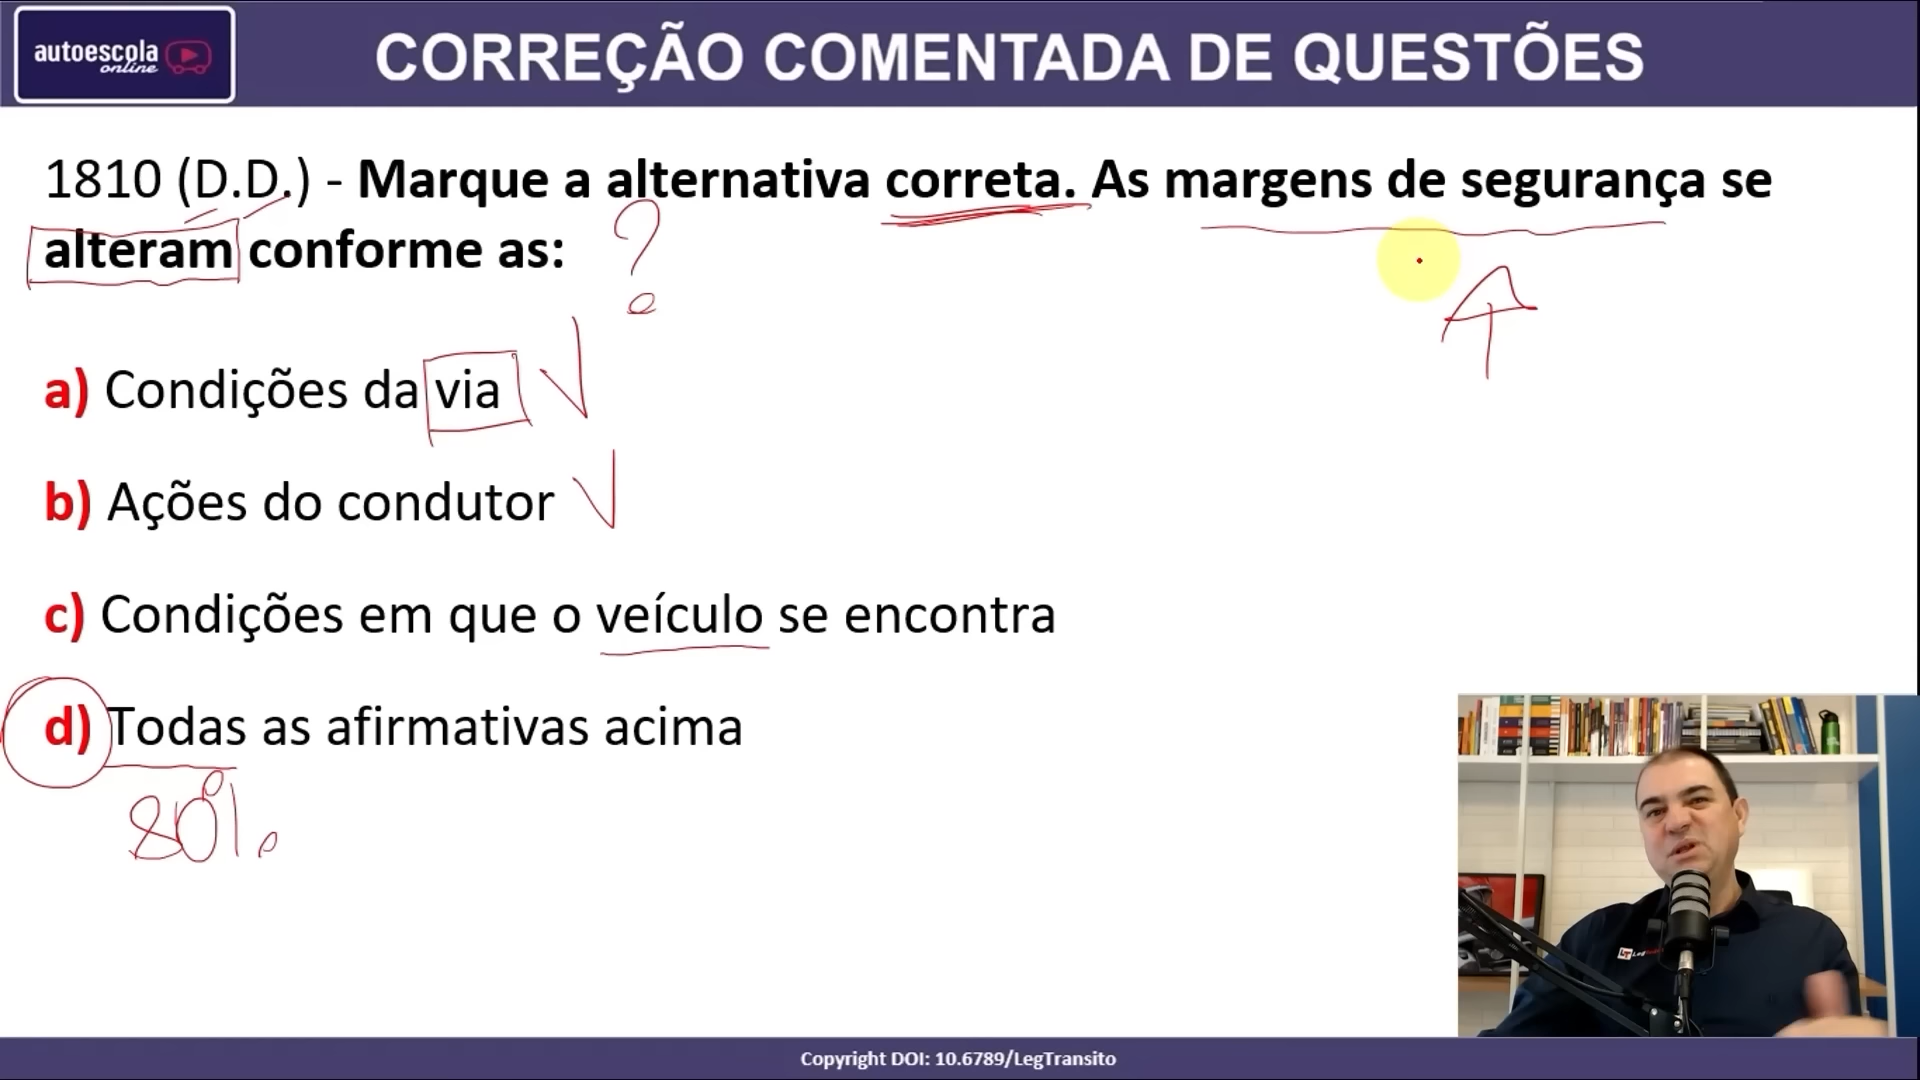 autoescola
online
CORREÇÃO COMENTADA DE QUESTÕES
1810 (D.D.) - Marque a alternativa correta. As margens de segurança se
alteram conforme as:
?
a) Condições da via
b) Ações do condutor
c) Condições em que o veículo se encontra
d) Todas as afirmativas acima
80%
Copyright DOI: 10.6789/LegTransito